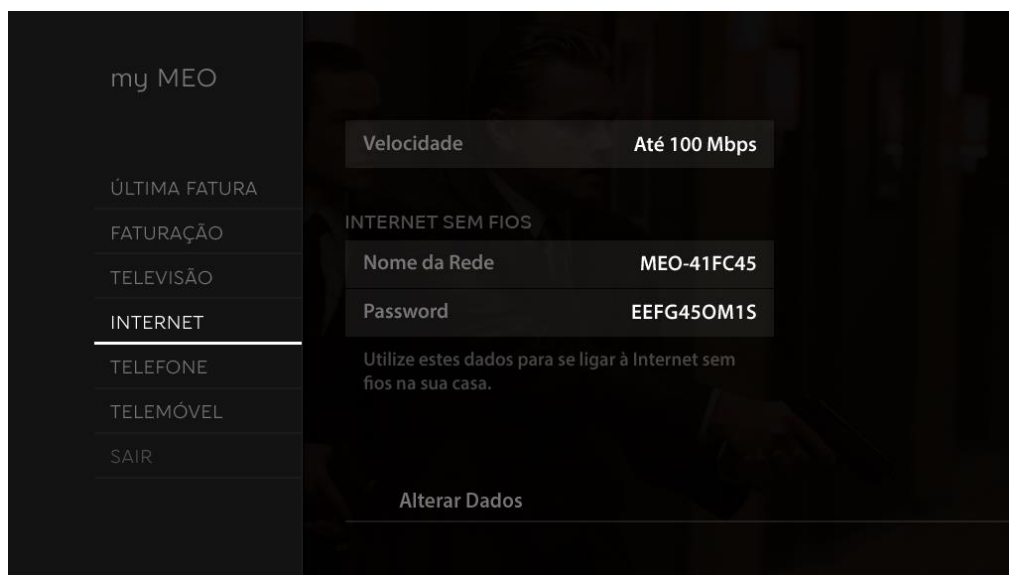 my MEO
ÚLTIMA FATURA
FATURAÇÃO
TELEVISÃO
INTERNET
TELEFONE
TELEMÓVEL
SAIR
Velocidade Até 100 Mbps
INTERNET SEM FIOS
Nome da Rede MEO-41FC45
Password EEFG45OM1S
Utilize estes dados para se ligar à Internet sem
fios na sua casa.
Alterar Dados